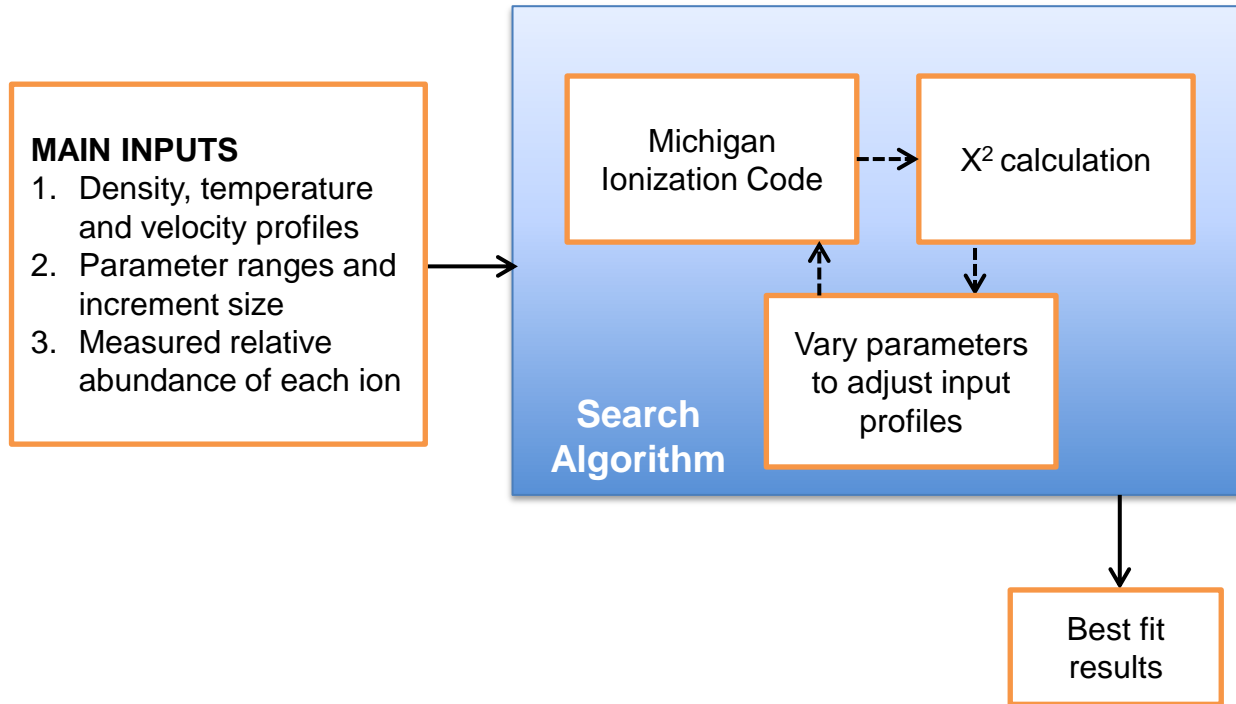 MAIN INPUTS
1. Density, temperature
and velocity profiles
2. Parameter ranges and
increment size
3. Measured relative
abundance of each ion
Michigan
Ionization Code
X² calculation
Vary parameters
to adjust input
profiles
Search
Algorithm
Best fit
results